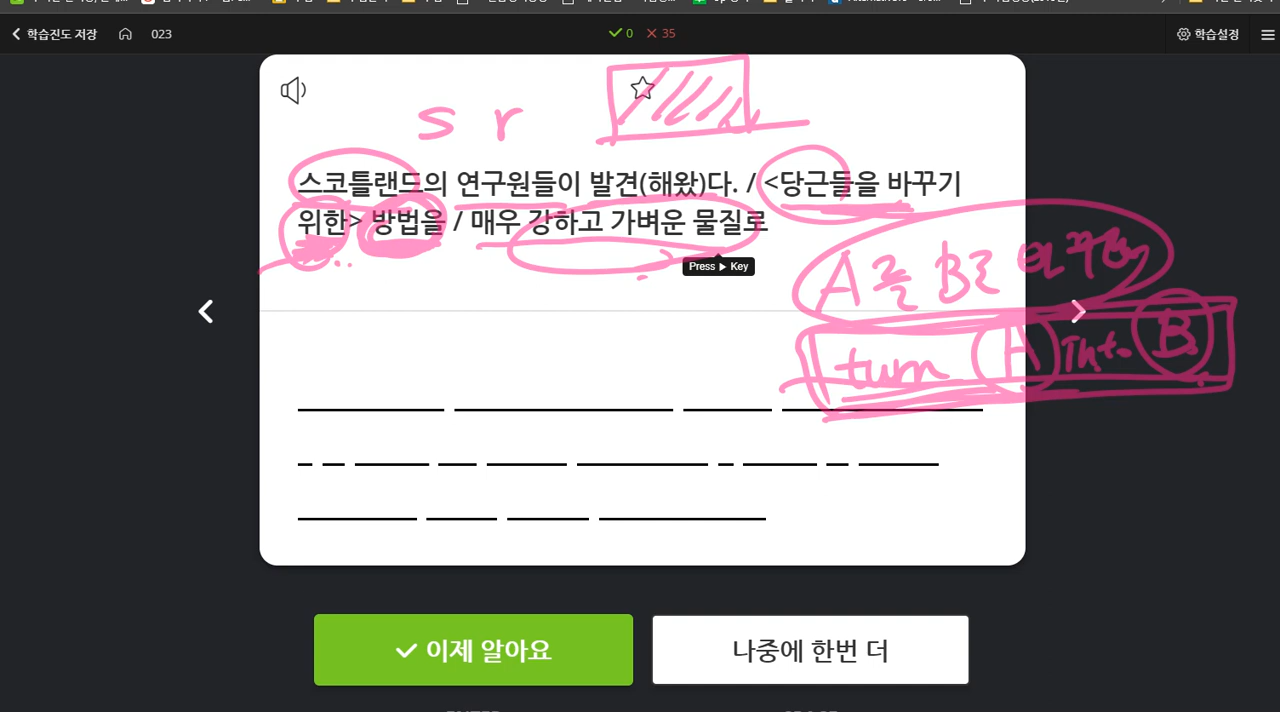 학습진도 저장 023 0 35 학습설정
s r
스코틀랜드의 연구원들이 발견(해왔)다. / <당근들을 바꾸기
위한> 방법을 / 매우 강하고 가벼운 물질로
Press ▶ Key
A를 B로 바꾸다
turn A into B
이제 알아요 나중에 한번 더